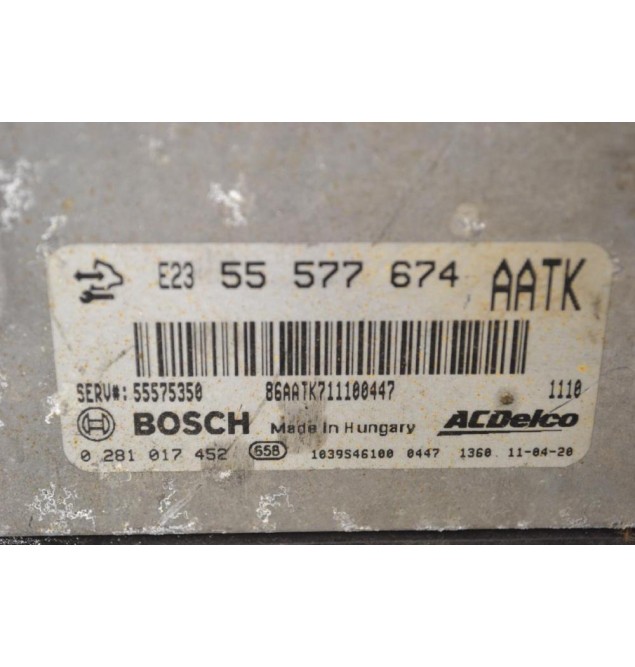 E23 55 577 674 AATK
SERV#: 55575350 86AATK711100447 1110
BOSCH Made in Hungary ACDelco
0 281 017 452 658 1039S46100 0447 1360 11-04-20